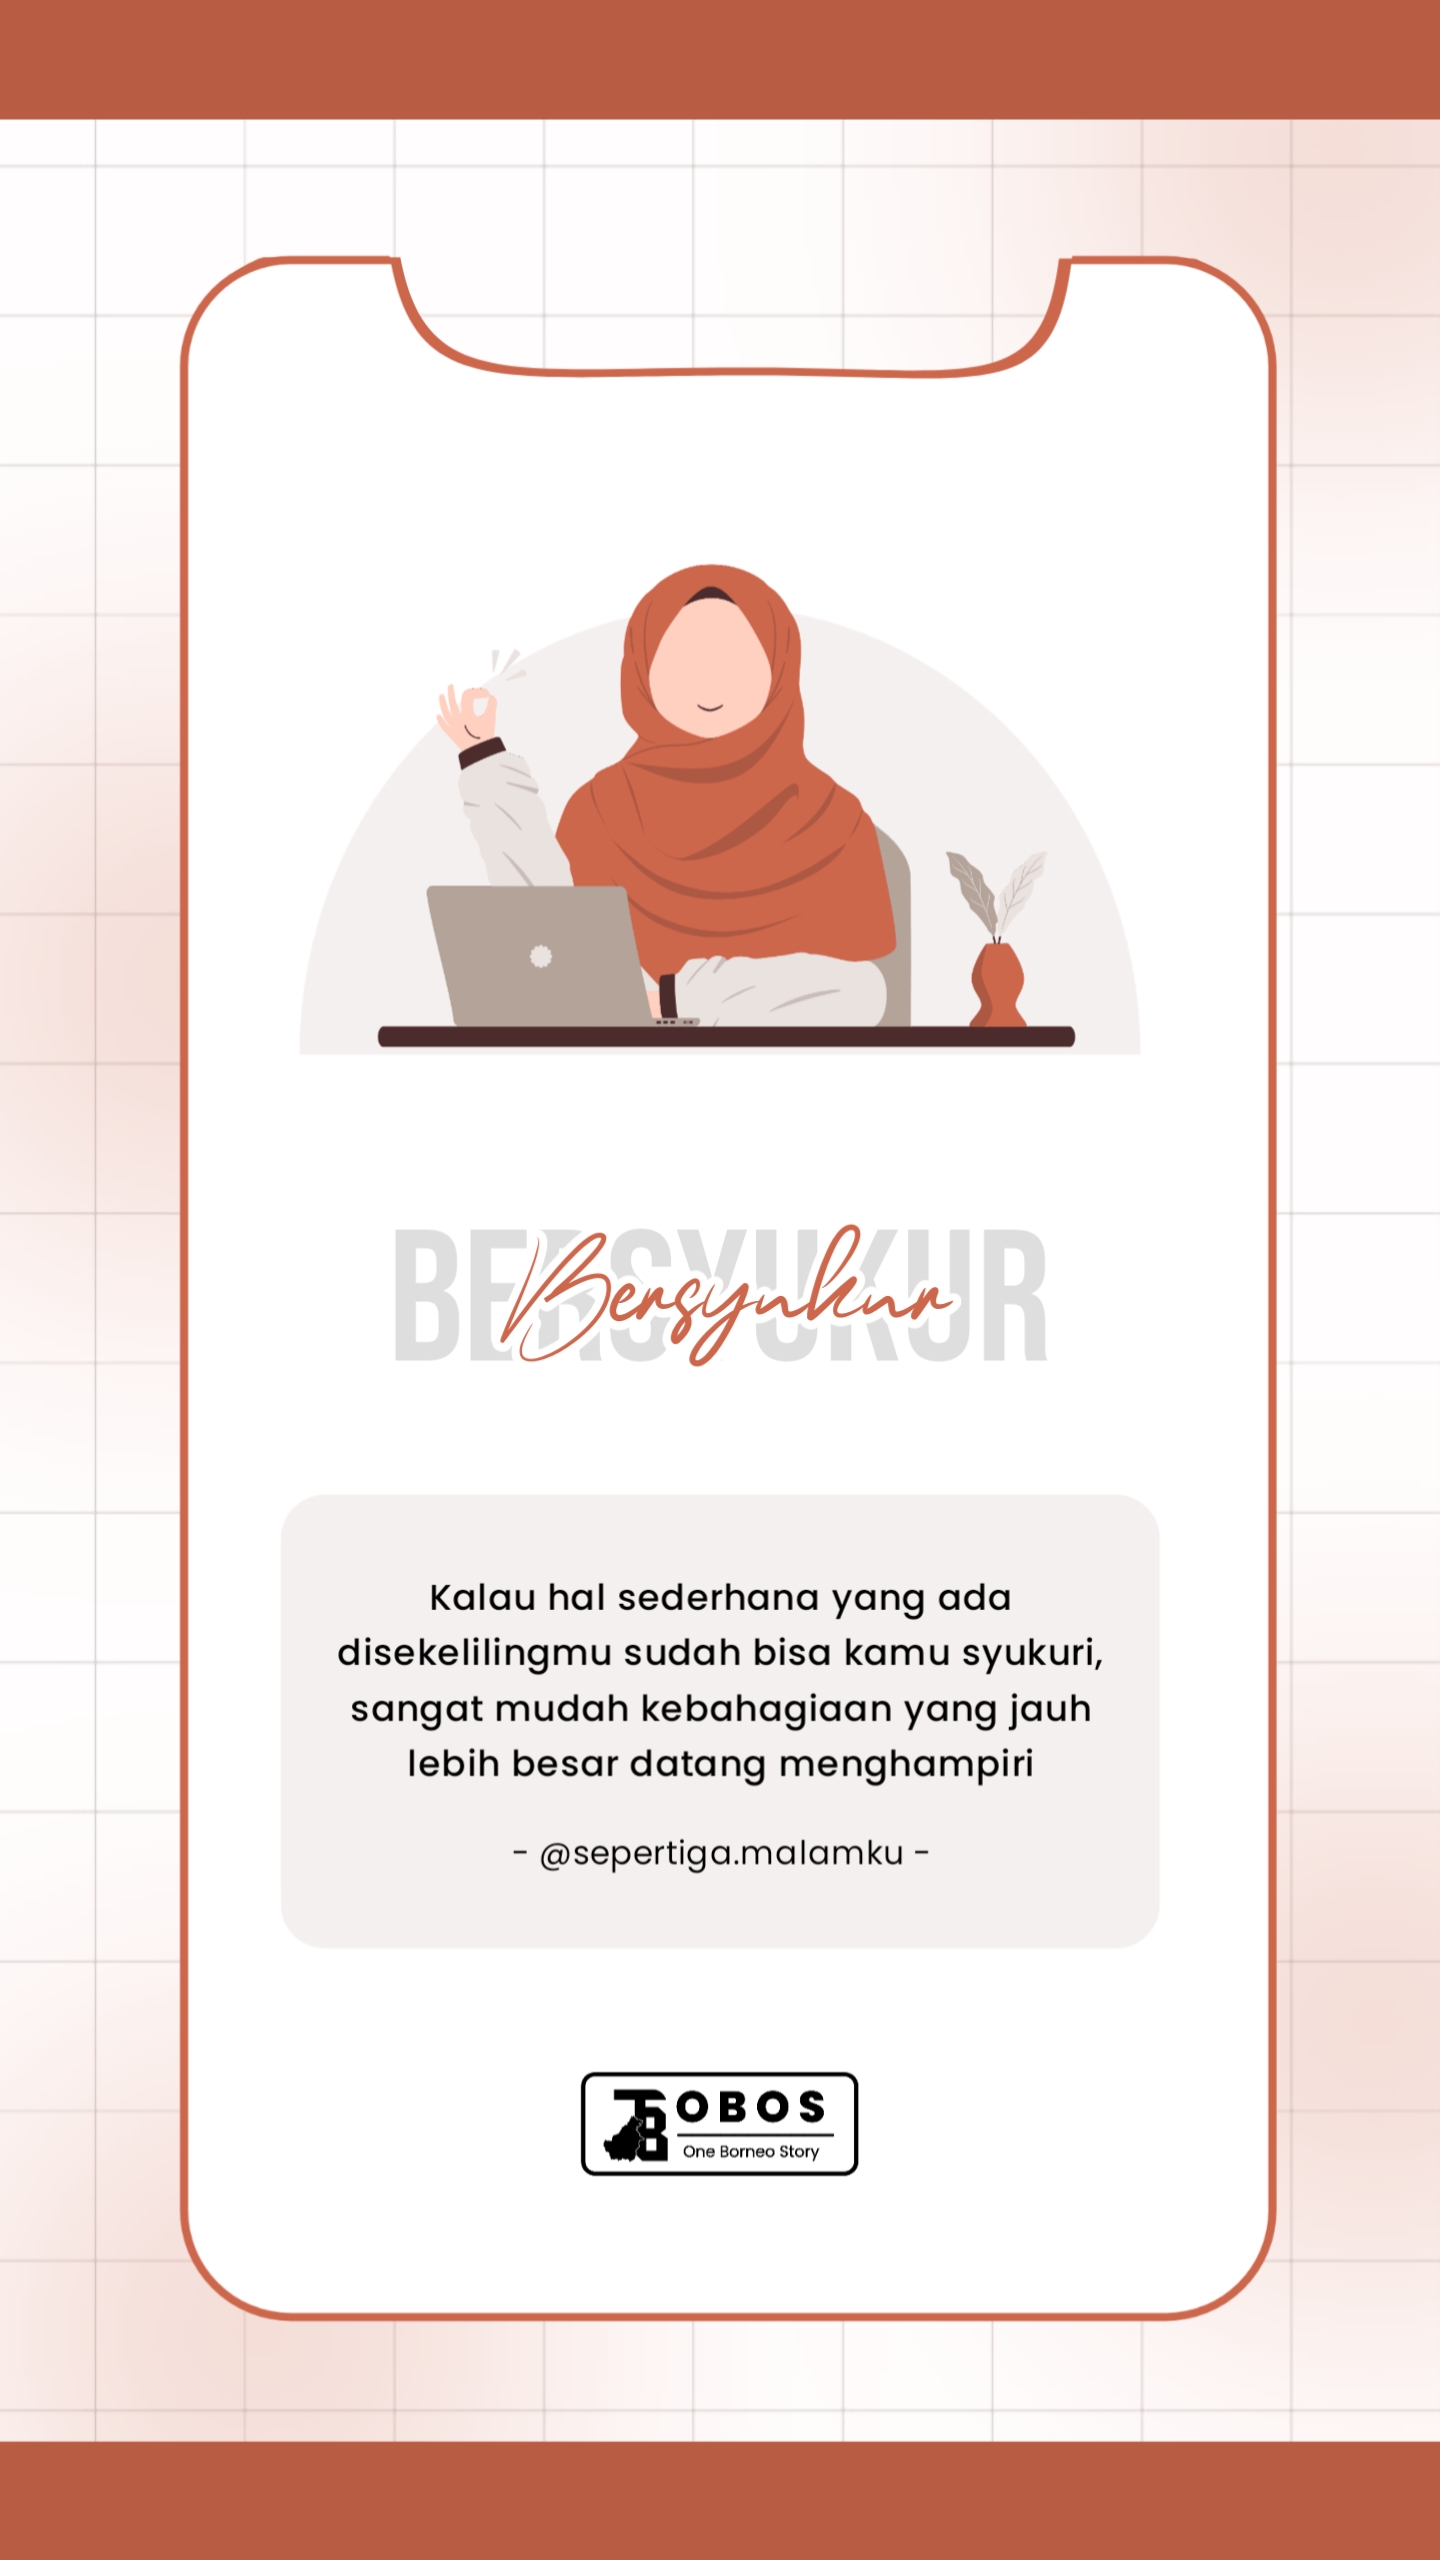 BERSYUKUR
Bersyukur
Kalau hal sederhana yang ada
disekelilingmu sudah bisa kamu syukuri,
sangat mudah kebahagiaan yang jauh
lebih besar datang menghampiri
- @sepertiga.malamku -
OBOS
One Borneo Story